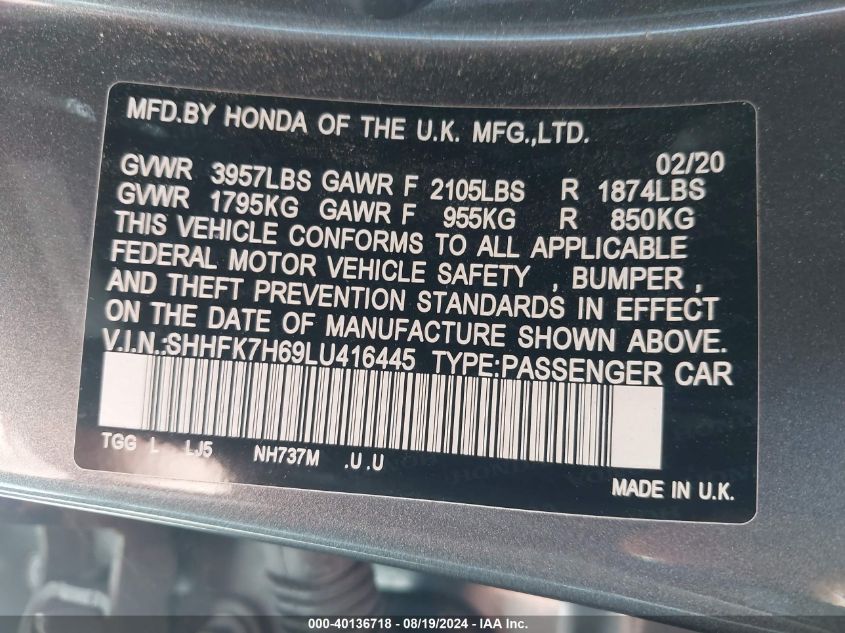 MFD.BY HONDA OF THE U.K. MFG.,LTD.
02/20
GVWR 3957LBS GAWR F 2105LBS R 1874LBS
GVWR 1795KG GAWR F 955KG R 850KG
THIS VEHICLE CONFORMS TO ALL APPLICABLE
FEDERAL MOTOR VEHICLE SAFETY , BUMPER ,
AND THEFT PREVENTION STANDARDS IN EFFECT
ON THE DATE OF MANUFACTURE SHOWN ABOVE.
V.I.N.:SHHFK7H69LU416445 TYPE:PASSENGER CAR
TGG L LJ5 NH737M .U.U
MADE IN U.K.
000-40136718 - 08/19/2024 - IAA Inc.